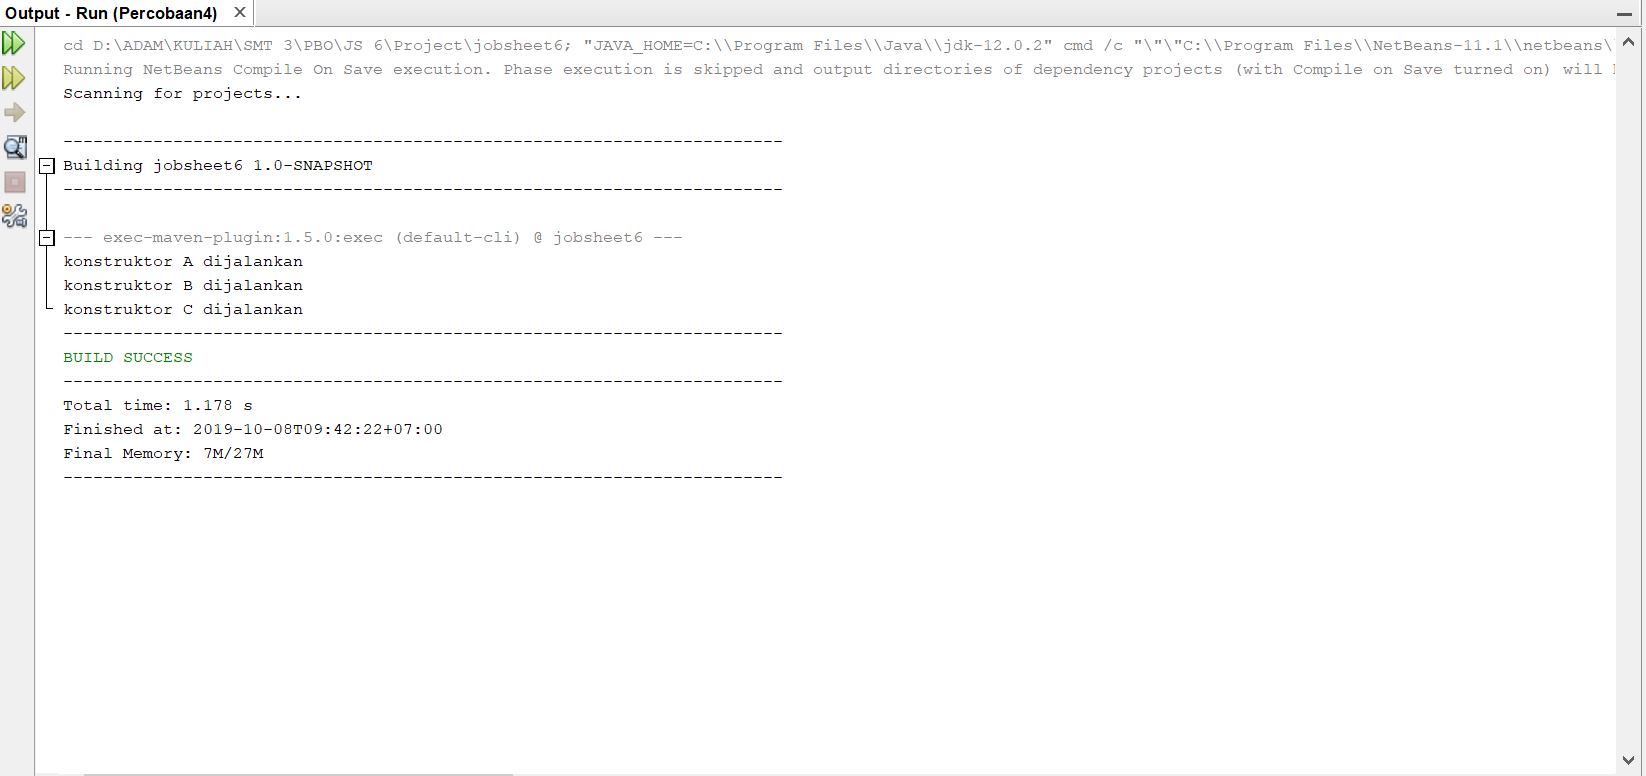 Output - Run (Percobaan4)
cd D:\ADAM\KULIAH\SMT 3\PBO\JS 6\Project\jobsheet6; "JAVA_HOME=C:\\Program Files\\Java\\jdk-12.0.2" cmd /c "\"\"C:\\Program Files\\NetBeans-11.1\\netbeans\
Running NetBeans Compile On Save execution. Phase execution is skipped and output directories of dependency projects (with Compile on Save turned on) will
Scanning for projects...
------------------------------------------------------------------------
Building jobsheet6 1.0-SNAPSHOT
------------------------------------------------------------------------
--- exec-maven-plugin:1.5.0:exec (default-cli) @ jobsheet6 ---
konstruktor A dijalankan
konstruktor B dijalankan
konstruktor C dijalankan
------------------------------------------------------------------------
BUILD SUCCESS
------------------------------------------------------------------------
Total time: 1.178 s
Finished at: 2019-10-08T09:42:22+07:00
Final Memory: 7M/27M
------------------------------------------------------------------------